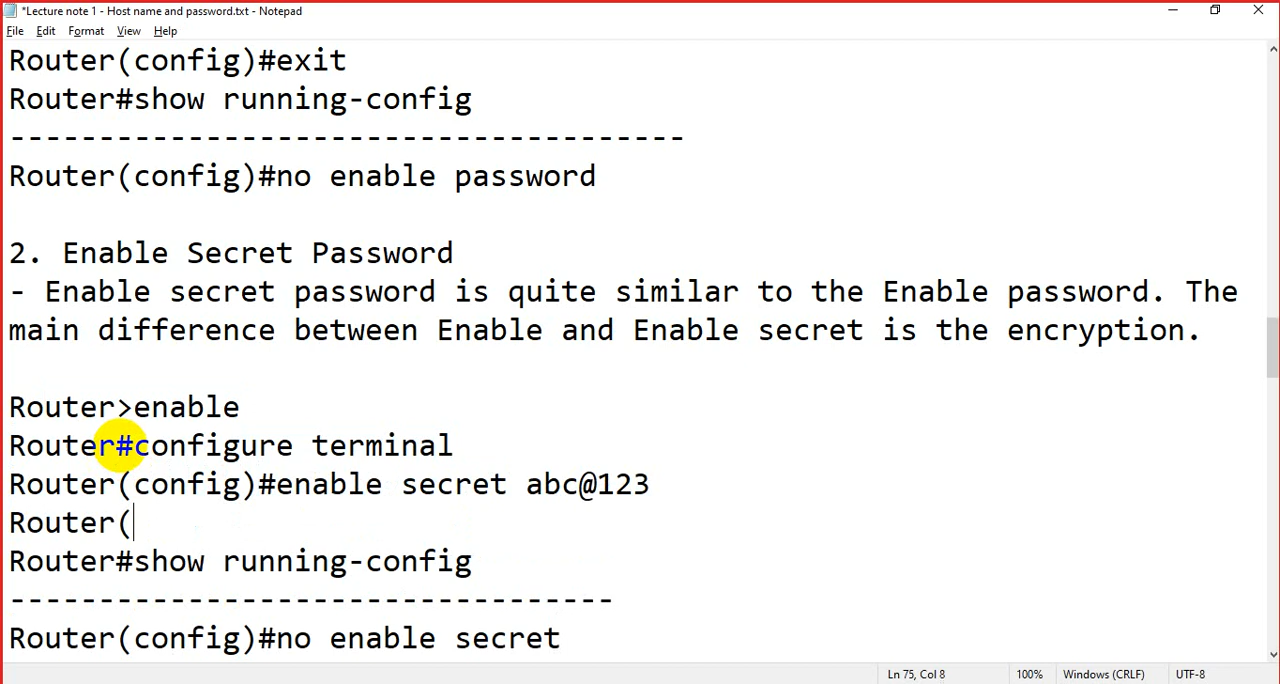 *Lecture note 1 - Host name and password.txt - Notepad
File Edit Format View Help
Router(config)#exit
Router#show running-config
--------------------------------------
Router(config)#no enable password
2. Enable Secret Password
- Enable secret password is quite similar to the Enable password. The
main difference between Enable and Enable secret is the encryption.
Router>enable
Router#configure terminal
Router(config)#enable secret abc@123
Router(
Router#show running-config
----------------------------------
Router(config)#no enable secret
Ln 75, Col 8 100% Windows (CRLF) UTF-8